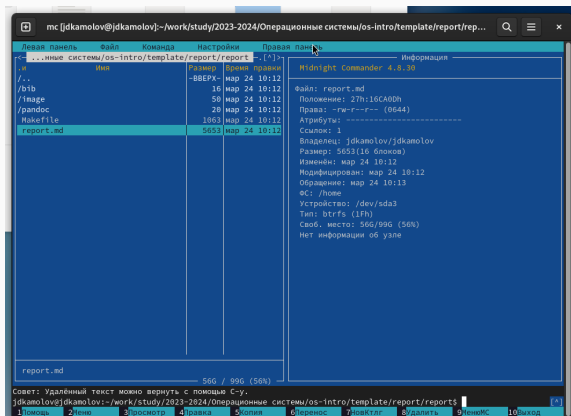 mc [jdkamolov@jdkamolov]:~/work/study/2023-2024/Операционные системы/os-intro/template/report/rep...
Левая панель Файл Команда Настройки Правая панель
<— ...нные системы/os-intro/template/report/report —.[^]>
.и Имя Размер Время правки
/.. -ВВЕРХ- мар 24 10:12
/bib 16 мар 24 10:12
/image 50 мар 24 10:12
/pandoc 20 мар 24 10:12
Makefile 1063 мар 24 10:12
report.md 5653 мар 24 10:12
report.md
56G / 99G (56%)
Информация
Midnight Commander 4.8.30
Файл: report.md
Положение: 27h:16CA0Dh
Права: -rw-r--r-- (0644)
Атрибуты: ----------------------
Ссылок: 1
Владелец: jdkamolov/jdkamolov
Размер: 5653(16 блоков)
Изменён: мар 24 10:12
Модифицирован: мар 24 10:12
Обращение: мар 24 10:13
ФС: /home
Устройство: /dev/sda3
Тип: btrfs (1Fh)
Своб. место: 56G/99G (56%)
Нет информации об узле
Совет: Удалённый текст можно вернуть с помощью C-y.
jdkamolov@jdkamolov:~/work/study/2023-2024/Операционные системы/os-intro/template/report/report$ [^]
1Помощь 2Меню 3Просмотр 4Правка 5Копия 6Перенос 7НовКтлг 8Удалить 9МенюMC 10Выход